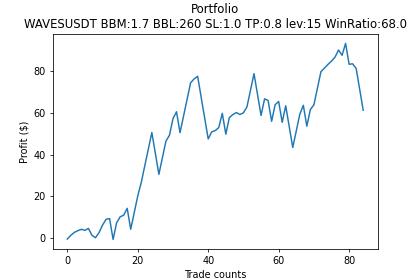 Portfolio
WAVESUSDT BBM:1.7 BBL:260 SL:1.0 TP:0.8 lev:15 WinRatio:68.0
80
60
40
20
0
Profit ($)
0 20 40 60 80
Trade counts